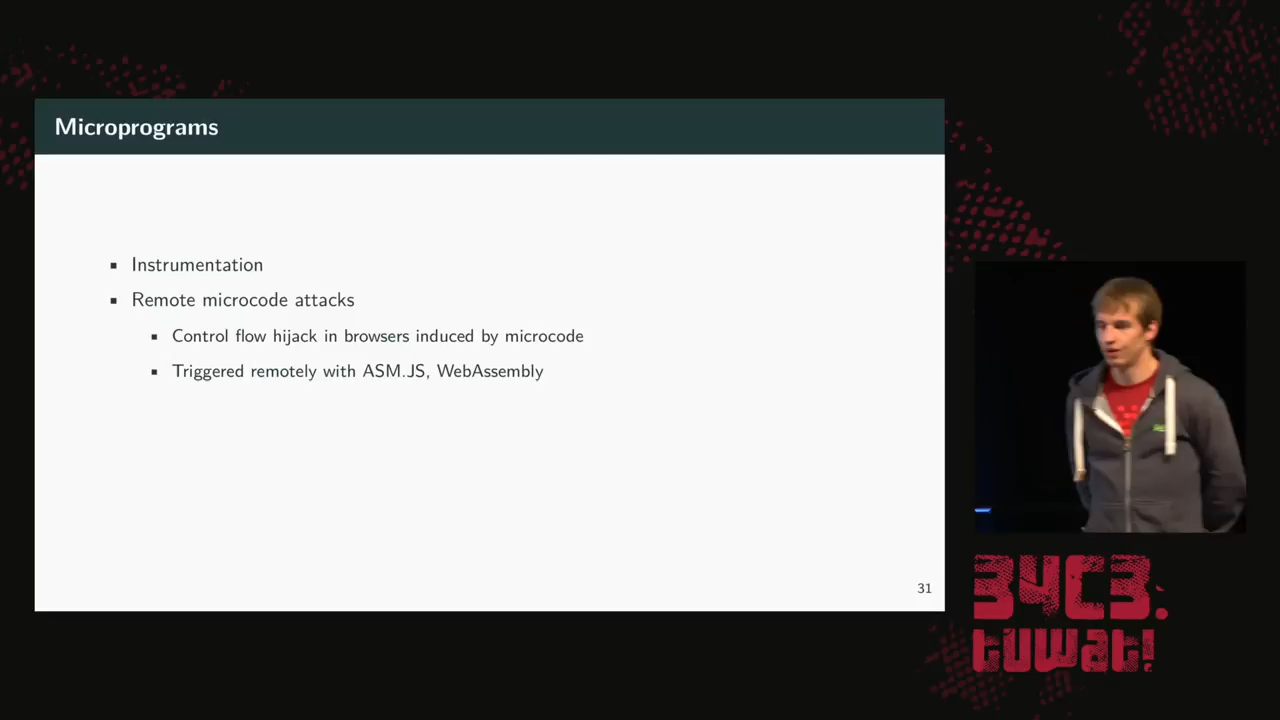 Microprograms
Instrumentation
Remote microcode attacks
Control flow hijack in browsers induced by microcode
Triggered remotely with ASM.JS, WebAssembly
31
34C3.
tuwat!